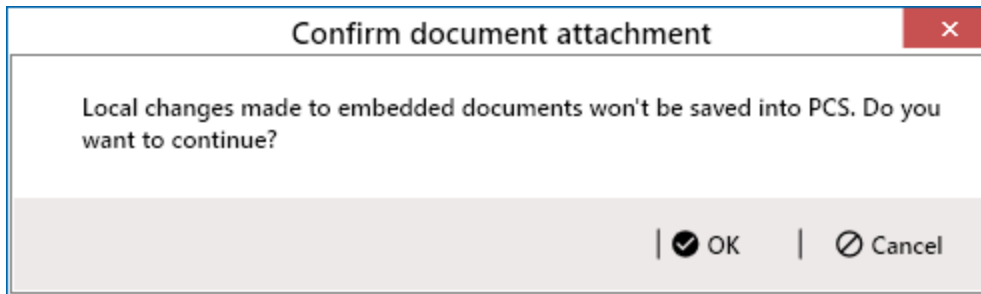 Confirm document attachment
Local changes made to embedded documents won't be saved into PCS. Do you
want to continue?
OK Cancel